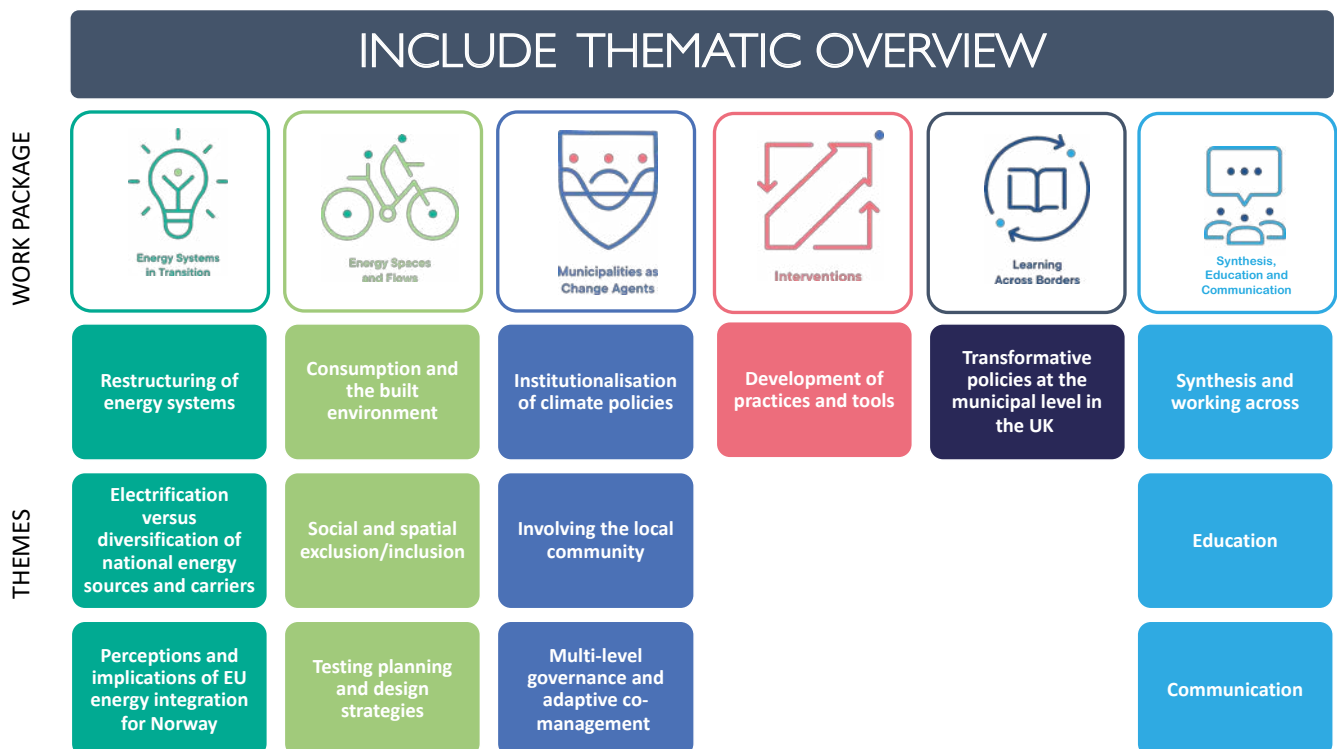 INCLUDE THEMATIC OVERVIEW
WORK PACKAGE
Energy Systems
in Transition
Energy Spaces
and Flows
Municipalities as
Change Agents
Interventions
Learning
Across Borders
Synthesis,
Education and
Communication
THEMES
Restructuring of
energy systems
Consumption and
the built
environment
Institutionalisation
of climate policies
Development of
practices and tools
Transformative
policies at the
municipal level in
the UK
Synthesis and
working across
Electrification
versus
diversification of
national energy
sources and carriers
Social and spatial
exclusion/inclusion
Involving the local
community
Education
Perceptions and
implications of EU
energy integration
for Norway
Testing planning
and design
strategies
Multi-level
governance and
adaptive co-
management
Communication